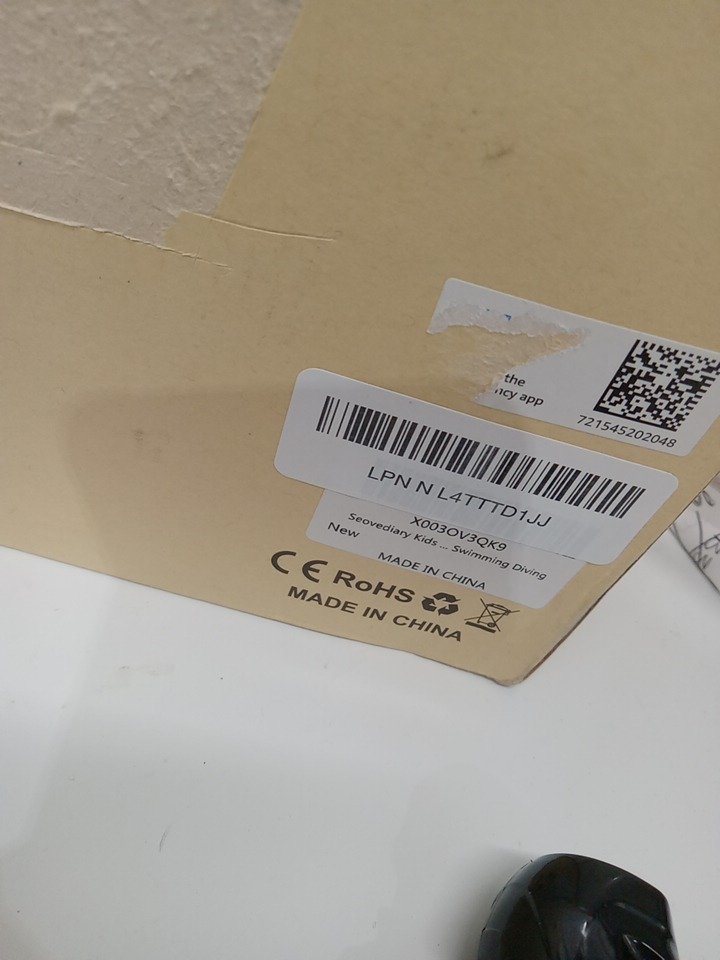 the
ncy app
721545202048
LPN N L4TTTD1JJ
X003OV3QK9
Seovediary Kids ... Swimming Diving
New
MADE IN CHINA
CE RoHS
MADE IN CHINA